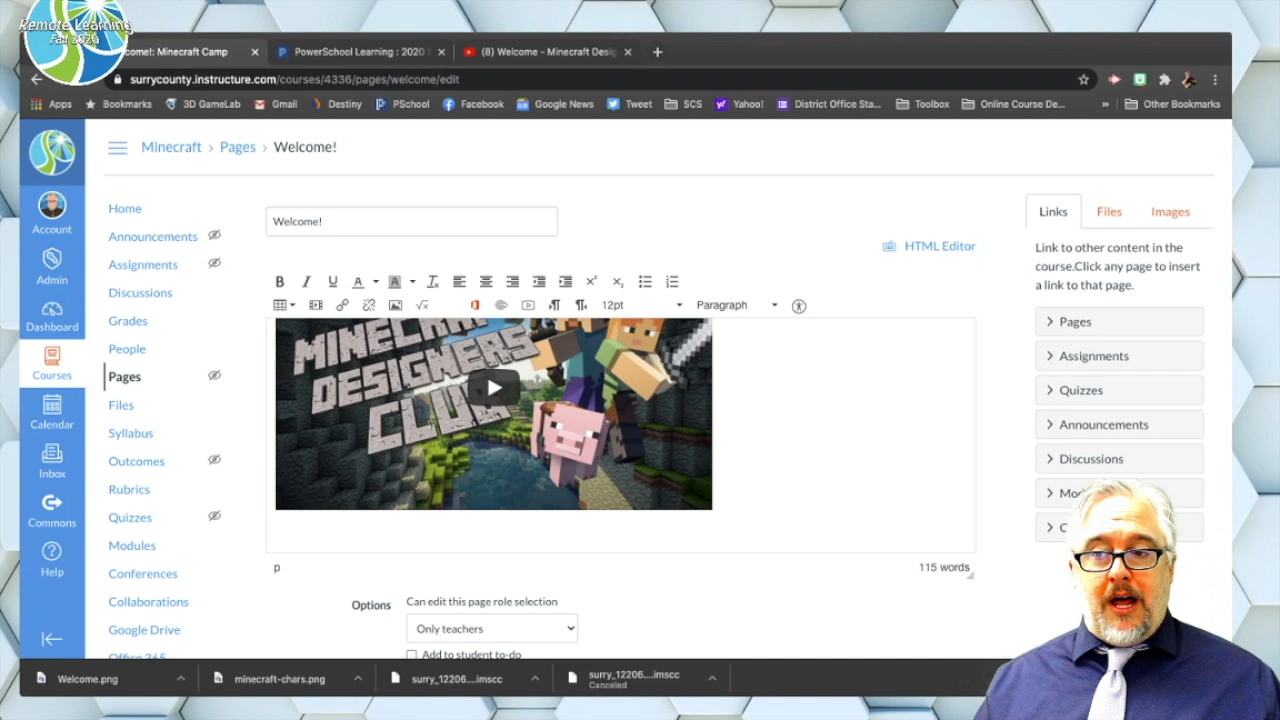 Remote Learning
Fall 2020
come!: Minecraft Camp
PowerSchool Learning : 2020
(8) Welcome - Minecraft Desig
surrycounty.instructure.com/courses/4336/pages/welcome/edit
Apps
Bookmarks
3D GameLab
Gmail
Destiny
PSchool
Facebook
Google News
Tweet
SCS
Yahoo!
District Office Sta...
Toolbox
Online Course De...
»
Other Bookmarks
Minecraft > Pages > Welcome!
Account
Admin
Dashboard
Courses
Calendar
Inbox
Commons
Help
Home
Announcements
Assignments
Discussions
Grades
People
Pages
Files
Syllabus
Outcomes
Rubrics
Quizzes
Modules
Conferences
Collaborations
Google Drive
Office 365
Welcome!
HTML Editor
12pt
Paragraph
MINECRAFT
DESIGNERS
CLUB
p
115 words
Options
Can edit this page role selection
Only teachers
Add to student to-do
Links
Files
Images
Link to other content in the
course.Click any page to insert
a link to that page.
Pages
Assignments
Quizzes
Announcements
Discussions
Welcome.png
minecraft-chars.png
surry_12206....imscc
surry_12206....imscc
Canceled